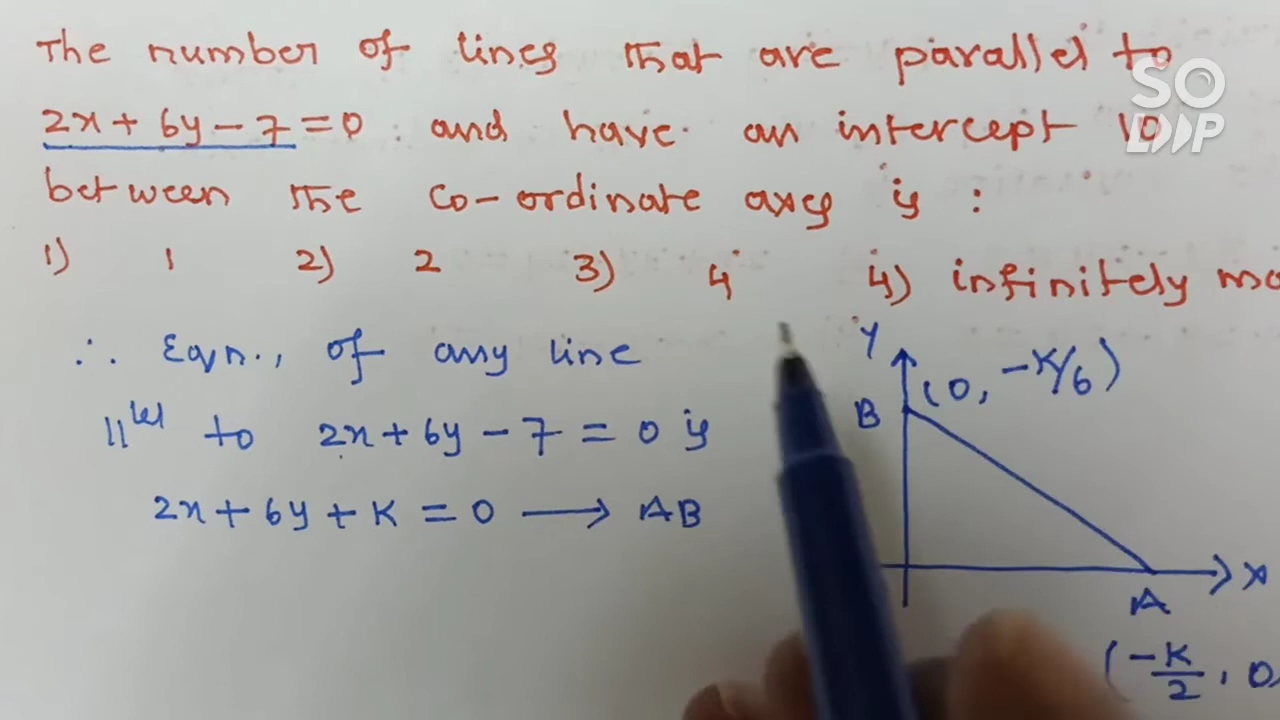 The number of lines that are parallel to
2x + 6y - 7 = 0 and have an intercept 10
between the co-ordinate axes is :
1) 1 2) 2 3) 4 4) infinitely
∴ Eqn., of any line
||lel to 2x + 6y - 7 = 0 is
2x + 6y + K = 0 → AB
Y
B (0, -K/6)
X
A
(-K/2, 0
SO
LP